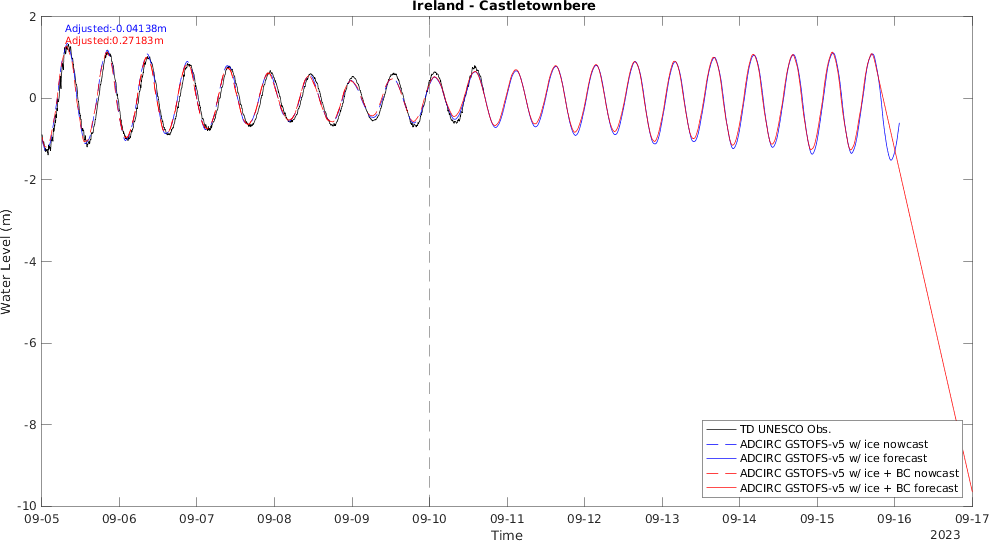 Ireland - Castletownbere
Adjusted:-0.04138m
Adjusted:0.27183m
2
0
-2
-4
-6
-8
-10
Water Level (m)
TD UNESCO Obs.
ADCIRC GSTOFS-v5 w/ ice nowcast
ADCIRC GSTOFS-v5 w/ ice forecast
ADCIRC GSTOFS-v5 w/ ice + BC nowcast
ADCIRC GSTOFS-v5 w/ ice + BC forecast
09-05 09-06 09-07 09-08 09-09 09-10 09-11 09-12 09-13 09-14 09-15 09-16 09-17
Time
2023